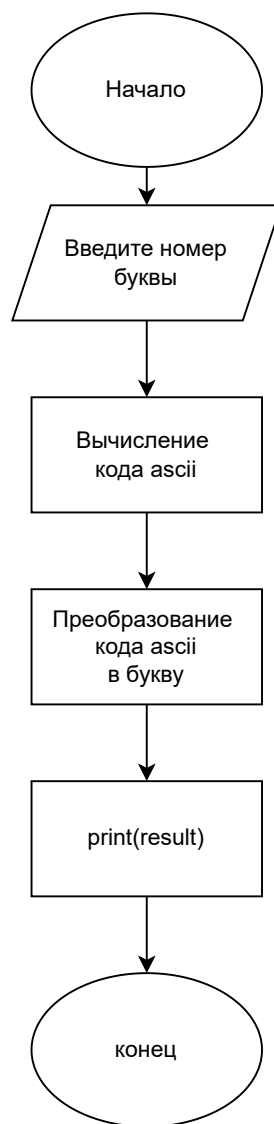 Начало
Введите номер
буквы
Вычисление
кода ascii
Преобразование
кода ascii
в букву
print(result)
конец